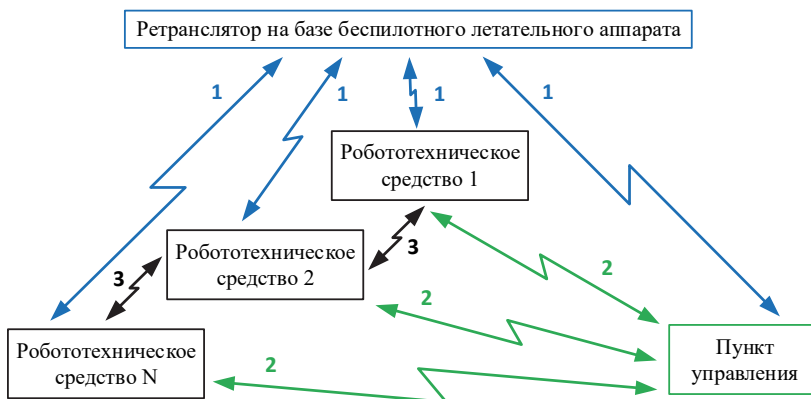 Ретранслятор на базе беспилотного летательного аппарата
1
1
1
1
Робототехническое
средство 1
3
2
Робототехническое
средство 2
3
2
Робототехническое
средство N
2
Пункт
управления